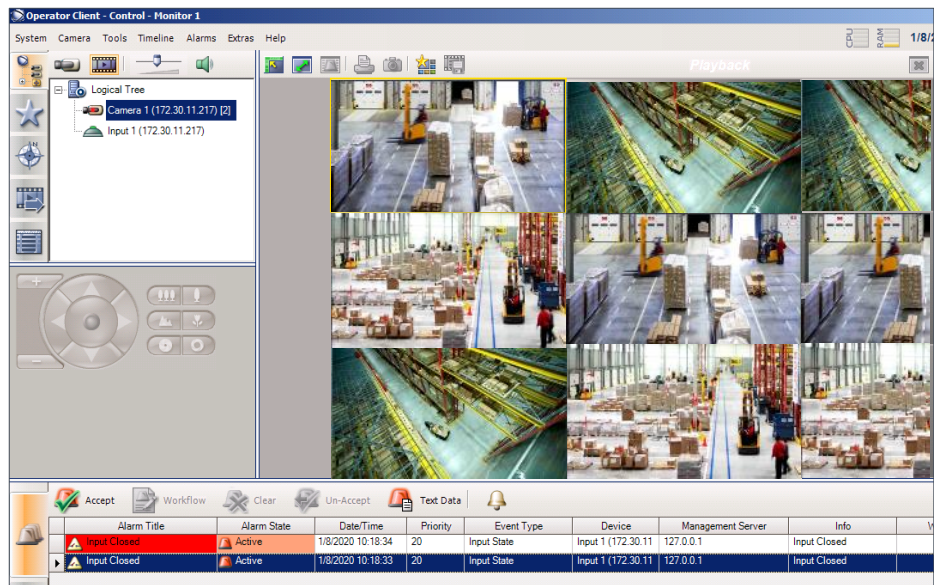 Operator Client - Control - Monitor 1
System Camera Tools Timeline Alarms Extras Help
CPU RAM 1/8/2
Playback
Logical Tree
Camera 1 (172.30.11.217) [2]
Input 1 (172.30.11.217)
Accept Workflow Clear Un-Accept Text Data
Alarm Title Alarm State Date/Time Priority Event Type Device Management Server Info
Input Closed Active 1/8/2020 10:18:34 20 Input State Input 1 (172.30.11 127.0.0.1 Input Closed
Input Closed Active 1/8/2020 10:18:33 20 Input State Input 1 (172.30.11 127.0.0.1 Input Closed